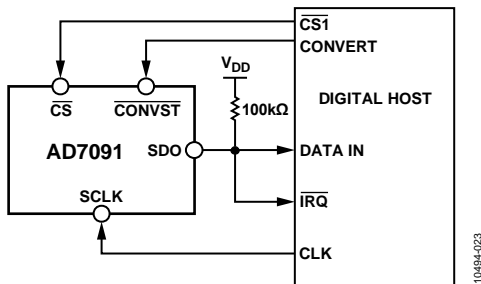 CS1
CONVERT
VDD
DIGITAL HOST
CS
CONVST
100kΩ
AD7091
SDO
DATA IN
SCLK
IRQ
CLK
10494-023